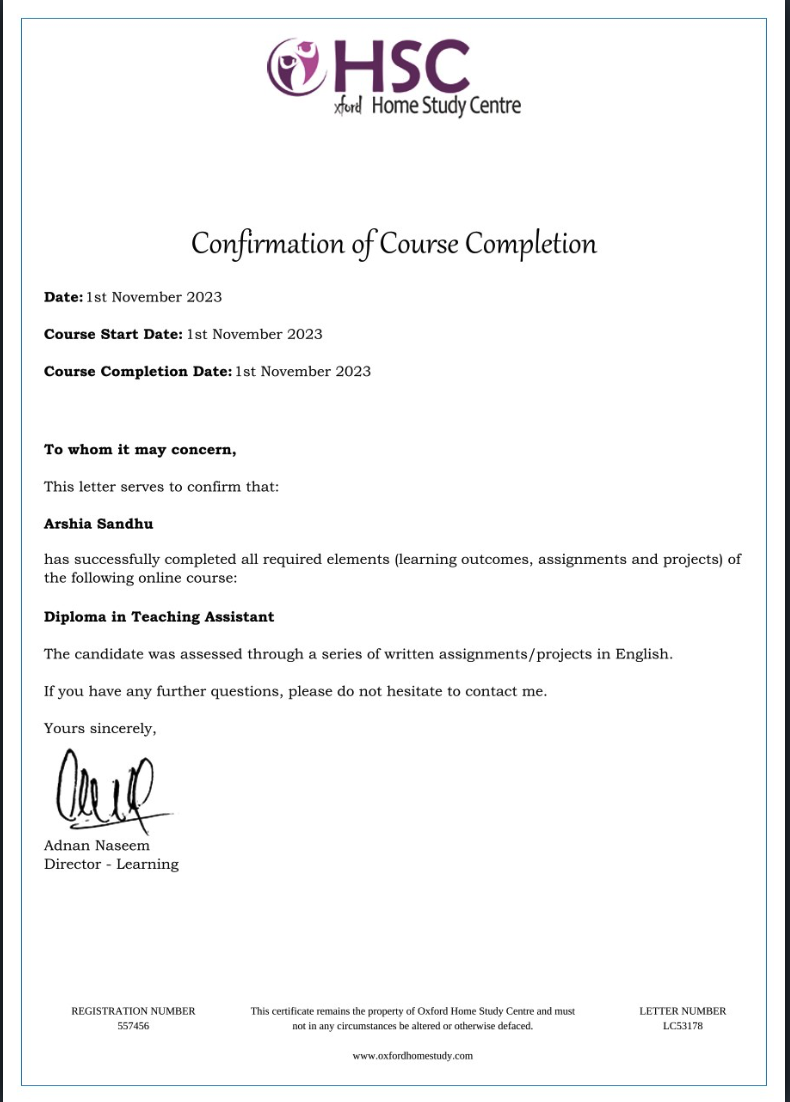 HSC
xford Home Study Centre
Confirmation of Course Completion
Date: 1st November 2023
Course Start Date: 1st November 2023
Course Completion Date: 1st November 2023
To whom it may concern,
This letter serves to confirm that:
Arshia Sandhu
has successfully completed all required elements (learning outcomes, assignments and projects) of
the following online course:
Diploma in Teaching Assistant
The candidate was assessed through a series of written assignments/projects in English.
If you have any further questions, please do not hesitate to contact me.
Yours sincerely,
Adnan Naseem
Director - Learning
REGISTRATION NUMBER
557456
This certificate remains the property of Oxford Home Study Centre and must
not in any circumstances be altered or otherwise defaced.
www.oxfordhomestudy.com
LETTER NUMBER
LC53178